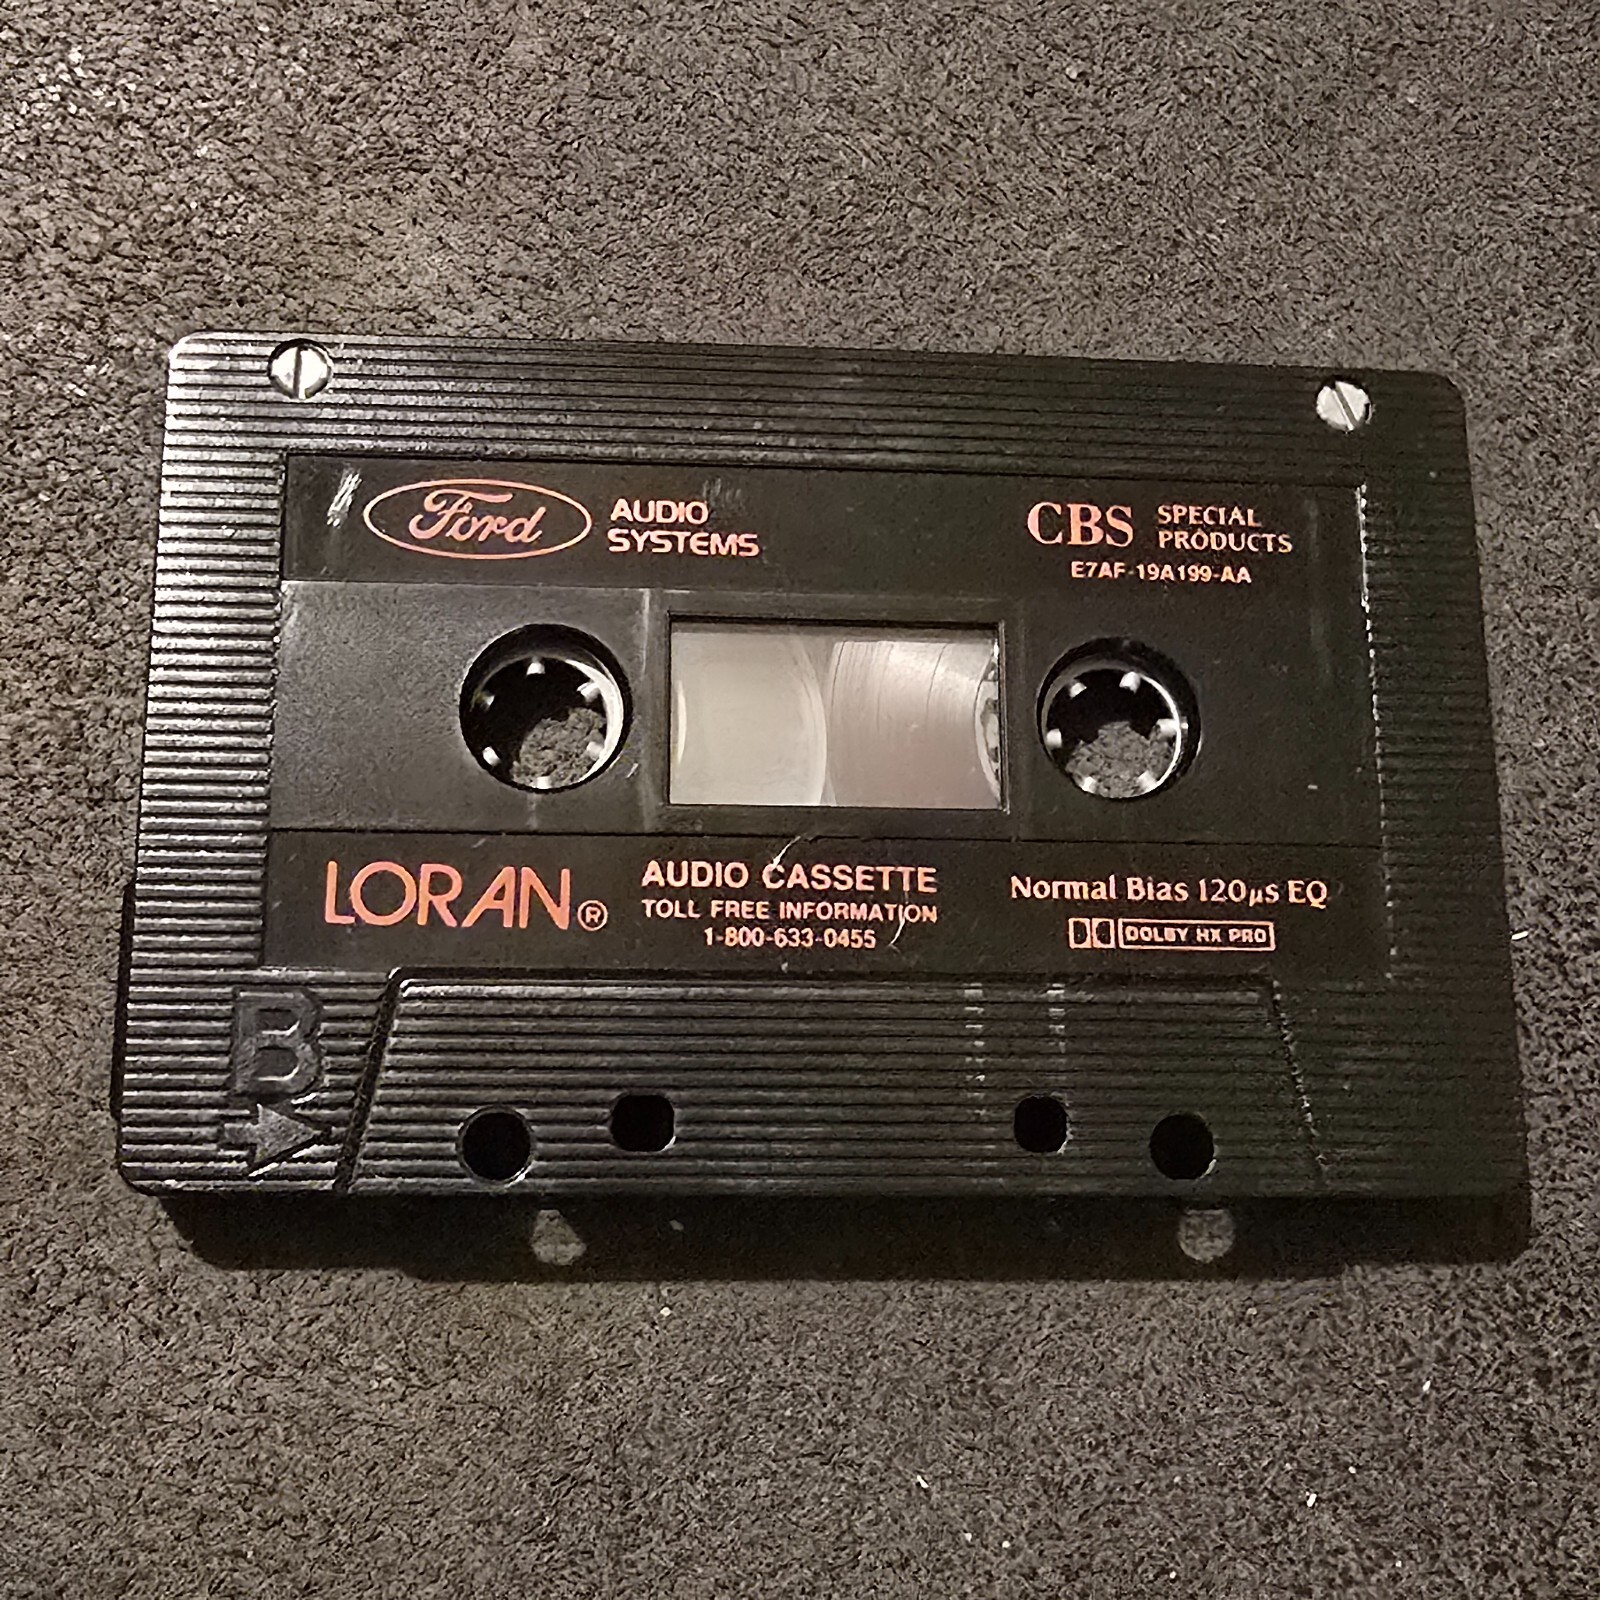 Ford AUDIO SYSTEMS
CBS SPECIAL PRODUCTS
E7AF-19A199-AA
LORAN®
AUDIO CASSETTE
TOLL FREE INFORMATION
1-800-633-0455
Normal Bias 120µs EQ
DOLBY HX PRO
B